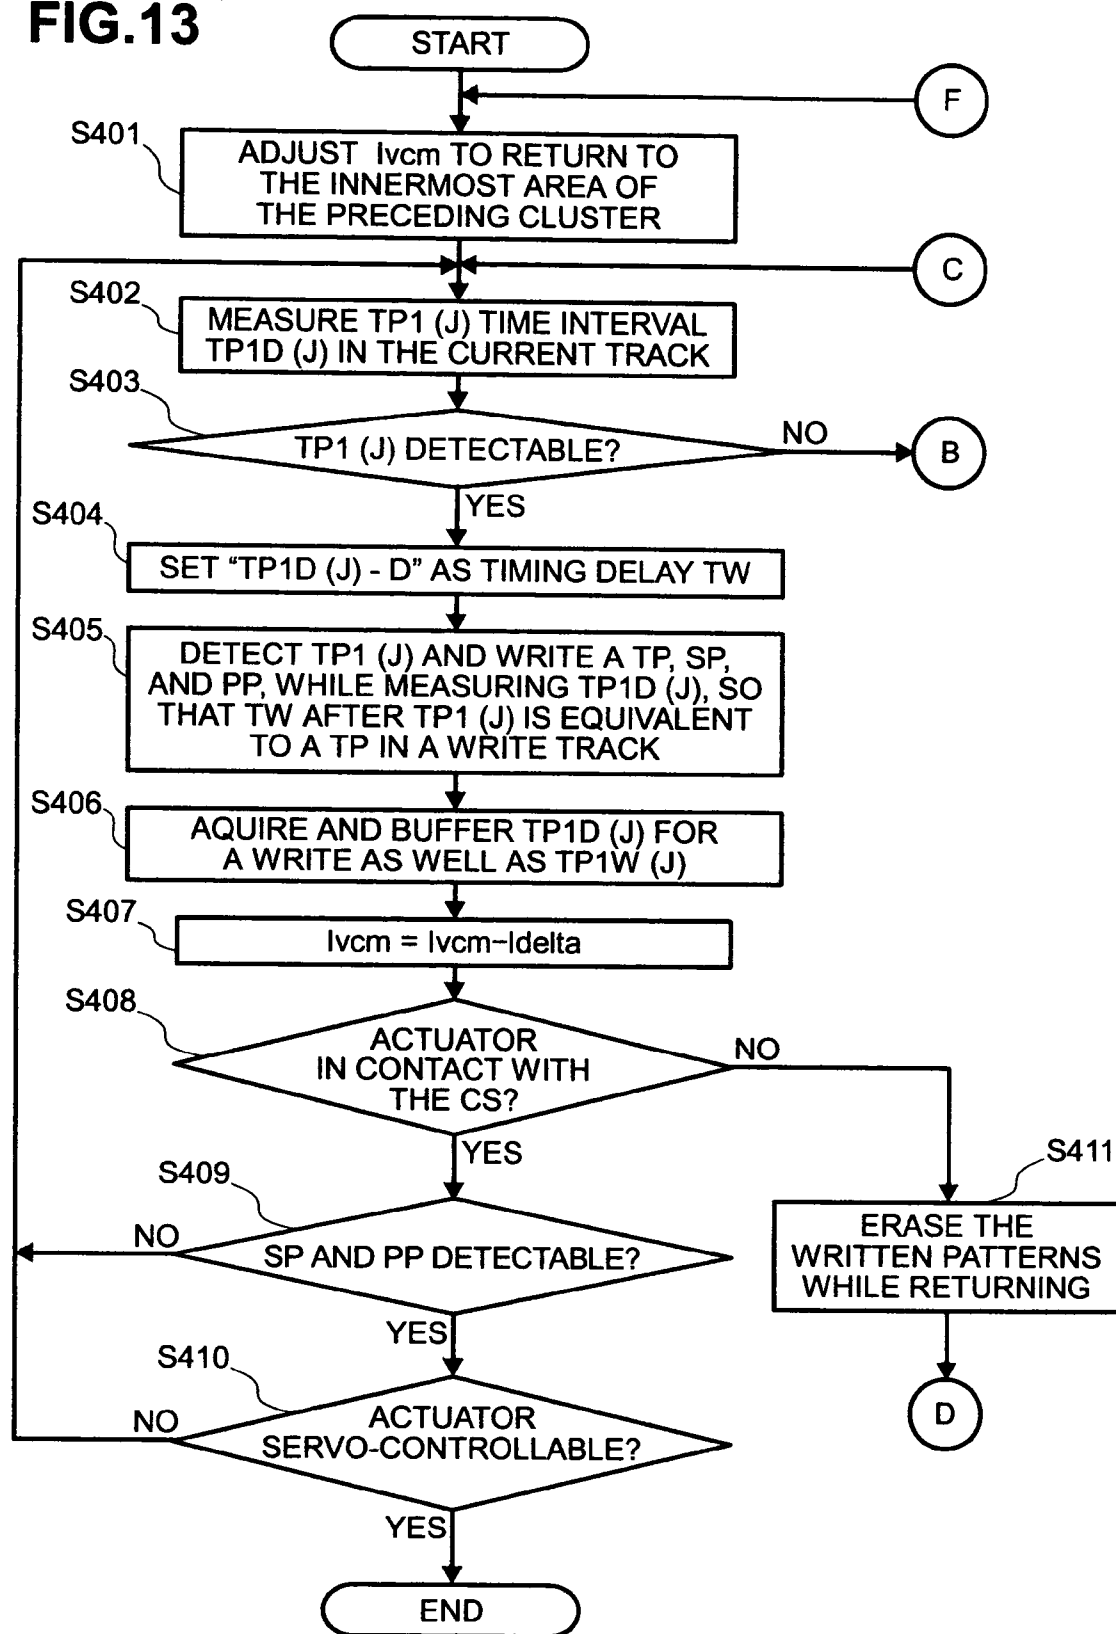 FIG.13
START
F
S401
ADJUST Ivcm TO RETURN TO
THE INNERMOST AREA OF
THE PRECEDING CLUSTER
C
S402
MEASURE TP1 (J) TIME INTERVAL
TP1D (J) IN THE CURRENT TRACK
S403
TP1 (J) DETECTABLE?
NO
B
YES
S404
SET “TP1D (J) - D” AS TIMING DELAY TW
S405
DETECT TP1 (J) AND WRITE A TP, SP,
AND PP, WHILE MEASURING TP1D (J), SO
THAT TW AFTER TP1 (J) IS EQUIVALENT
TO A TP IN A WRITE TRACK
S406
AQUIRE AND BUFFER TP1D (J) FOR
A WRITE AS WELL AS TP1W (J)
S407
Ivcm = Ivcm−Idelta
S408
ACTUATOR
IN CONTACT WITH
THE CS?
NO
YES
S411
ERASE THE
WRITTEN PATTERNS
WHILE RETURNING
D
S409
SP AND PP DETECTABLE?
NO
YES
S410
ACTUATOR
SERVO-CONTROLLABLE?
NO
YES
END